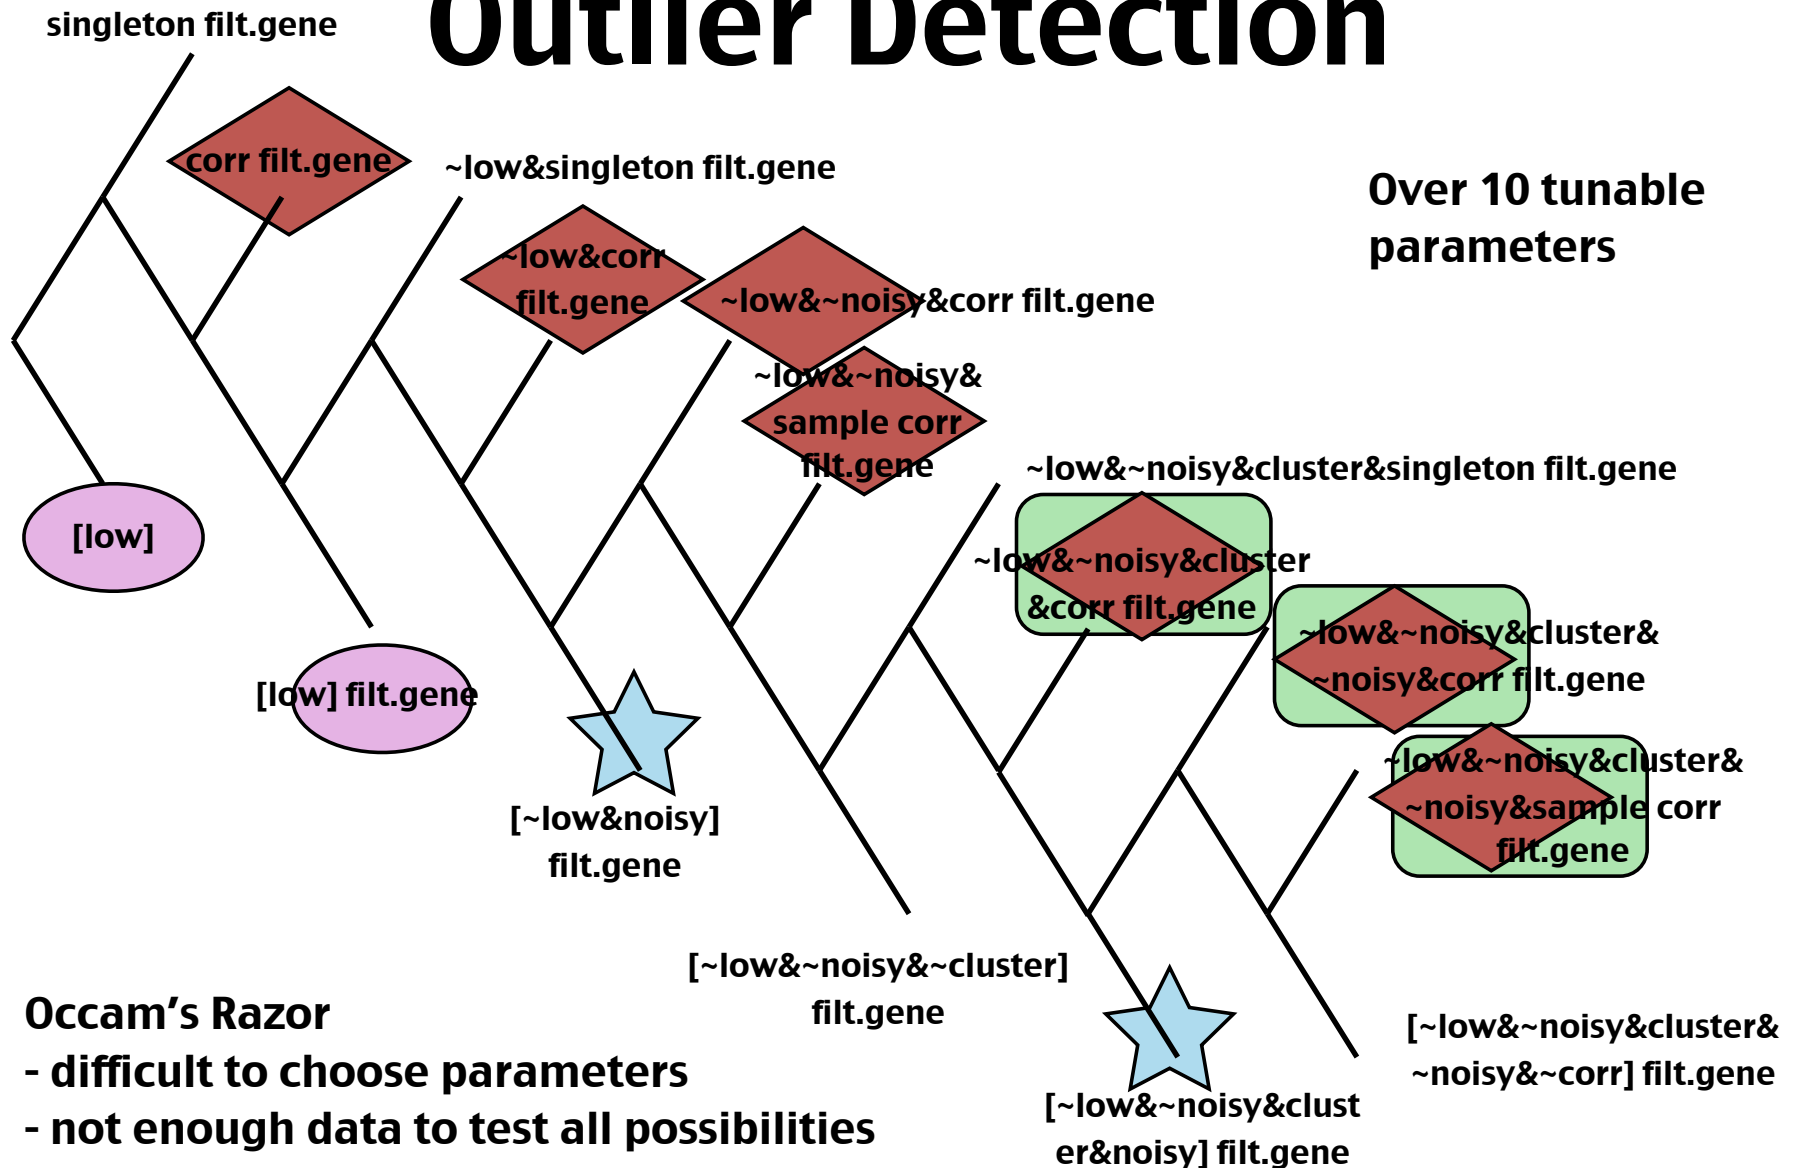 Outlier Detection
singleton filt.gene
corr filt.gene
~low&singleton filt.gene
Over 10 tunable
parameters
~low&corr
filt.gene
~low&~noisy&corr filt.gene
~low&~noisy&
sample corr
filt.gene
~low&~noisy&cluster&singleton filt.gene
[low]
~low&~noisy&cluster
&corr filt.gene
~low&~noisy&cluster&
~noisy&corr filt.gene
[low] filt.gene
~low&~noisy&cluster&
~noisy&sample corr
filt.gene
[~low&noisy]
filt.gene
[~low&~noisy&~cluster]
filt.gene
Occam's Razor
- difficult to choose parameters
- not enough data to test all possibilities
[~low&~noisy&cluster&
~noisy&~corr] filt.gene
[~low&~noisy&clust
er&noisy] filt.gene